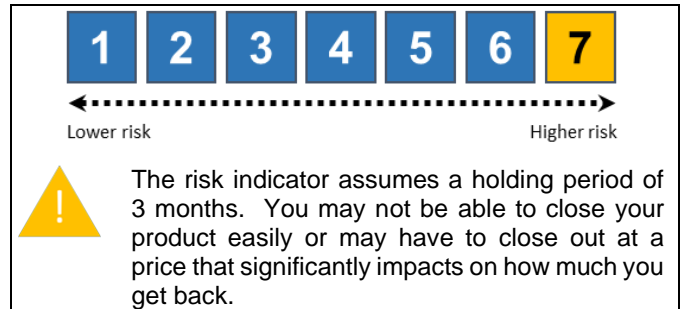 1 2 3 4 5 6 7
Lower risk Higher risk
!
The risk indicator assumes a holding period of
3 months. You may not be able to close your
product easily or may have to close out at a
price that significantly impacts on how much you
get back.